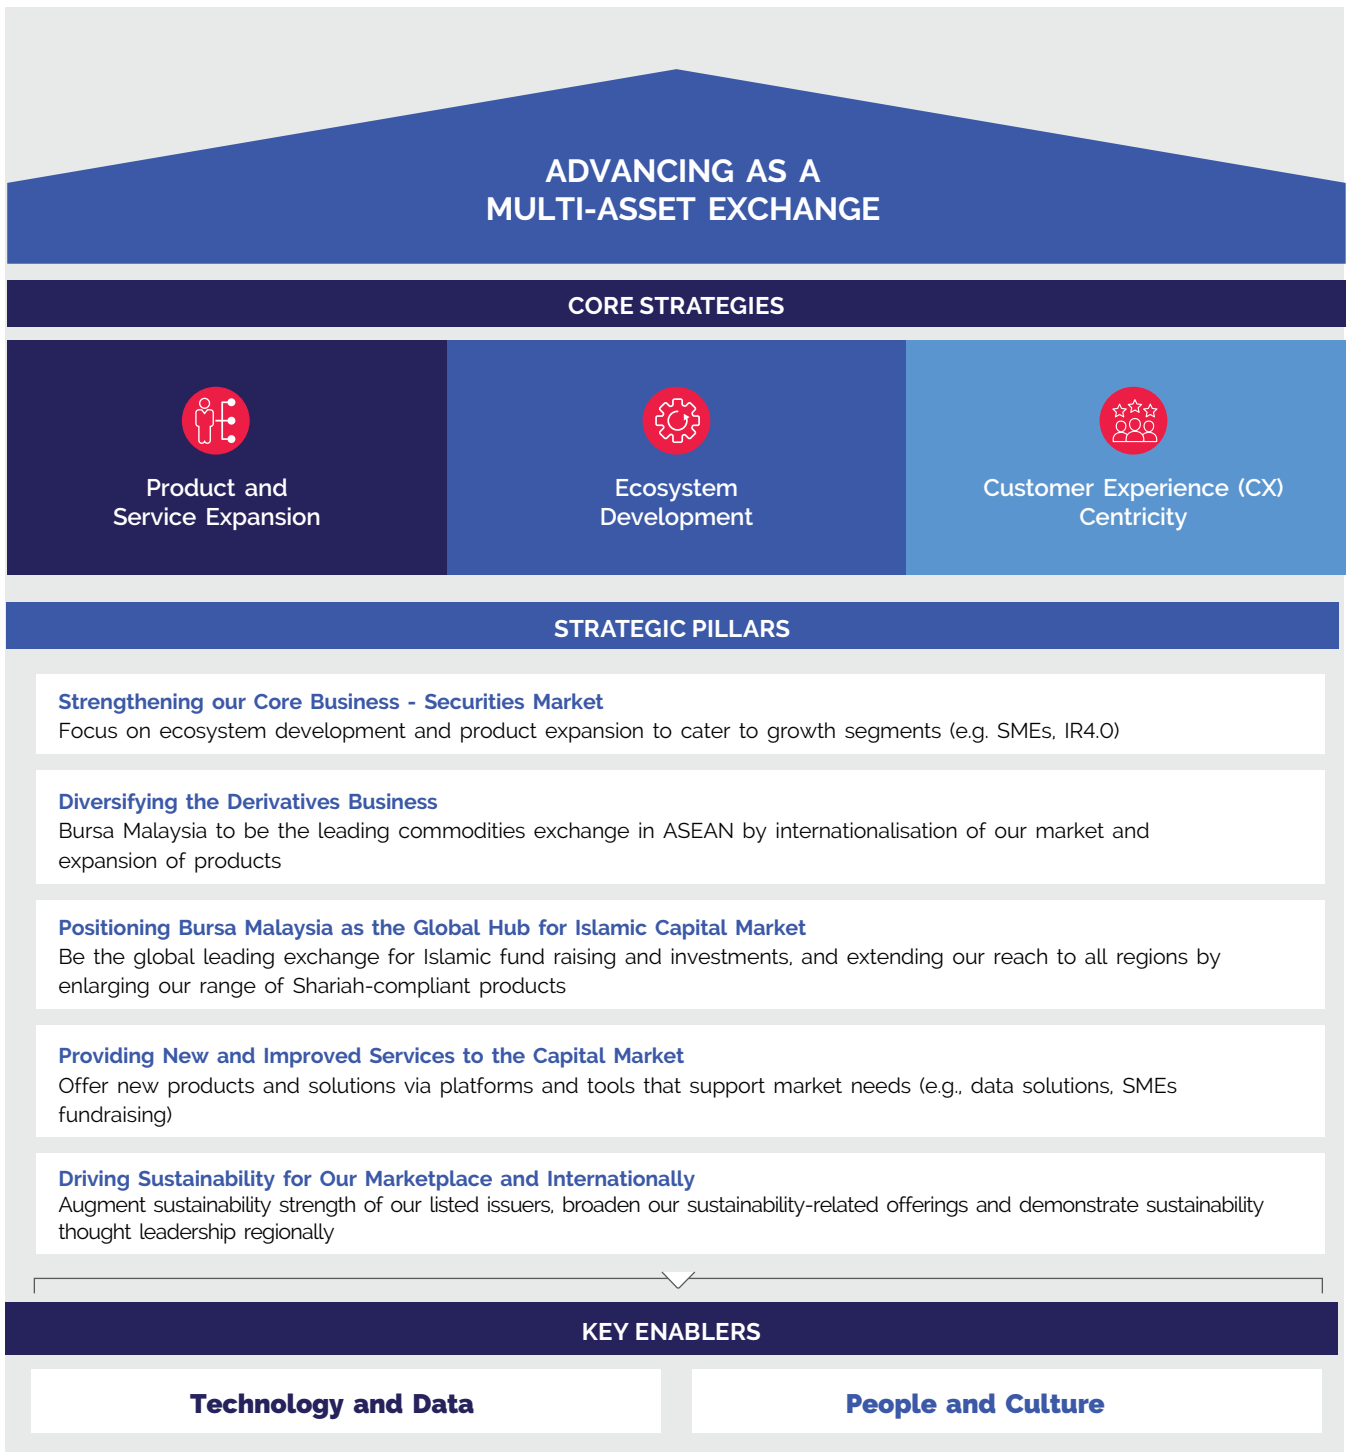 ADVANCING AS A
MULTI-ASSET EXCHANGE
CORE STRATEGIES
Product and
Service Expansion
Ecosystem
Development
Customer Experience (CX)
Centricity
STRATEGIC PILLARS
Strengthening our Core Business - Securities Market
Focus on ecosystem development and product expansion to cater to growth segments (e.g. SMEs, IR4.0)
Diversifying the Derivatives Business
Bursa Malaysia to be the leading commodities exchange in ASEAN by internationalisation of our market and
expansion of products
Positioning Bursa Malaysia as the Global Hub for Islamic Capital Market
Be the global leading exchange for Islamic fund raising and investments, and extending our reach to all regions by
enlarging our range of Shariah-compliant products
Providing New and Improved Services to the Capital Market
Offer new products and solutions via platforms and tools that support market needs (e.g., data solutions, SMEs
fundraising)
Driving Sustainability for Our Marketplace and Internationally
Augment sustainability strength of our listed issuers, broaden our sustainability-related offerings and demonstrate sustainability
thought leadership regionally
KEY ENABLERS
Technology and Data
People and Culture